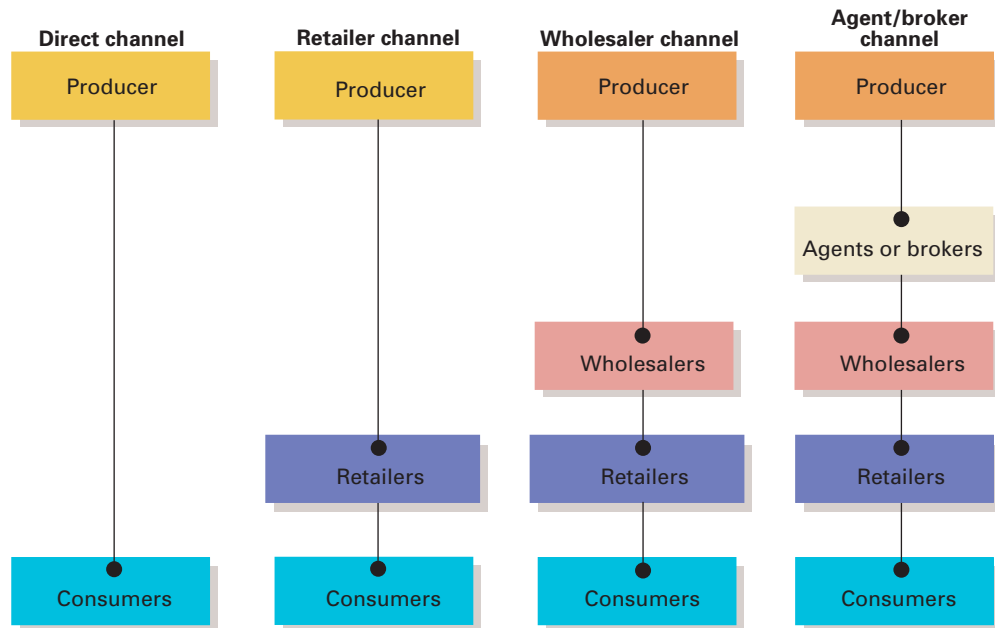 Direct channel
Producer
Consumers
Retailer channel
Producer
Retailers
Consumers
Wholesaler channel
Producer
Wholesalers
Retailers
Consumers
Agent/broker
channel
Producer
Agents or brokers
Wholesalers
Retailers
Consumers